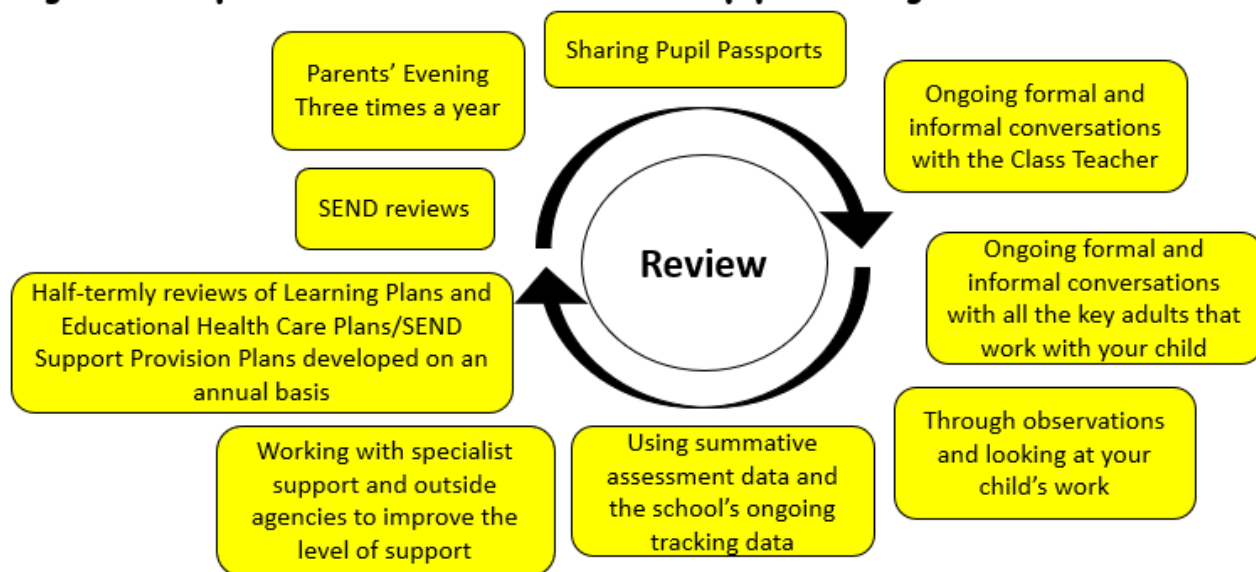 Sharing Pupil Passports
Parents' Evening
Three times a year
Ongoing formal and
informal conversations
with the Class Teacher
SEND reviews
Review
Ongoing formal and
informal conversations
with all the key adults that
work with your child
Half-termly reviews of Learning Plans and
Educational Health Care Plans/SEND
Support Provision Plans developed on an
annual basis
Through observations
and looking at your
child's work
Working with specialist
support and outside
agencies to improve the
level of support
Using summative
assessment data and
the school's ongoing
tracking data